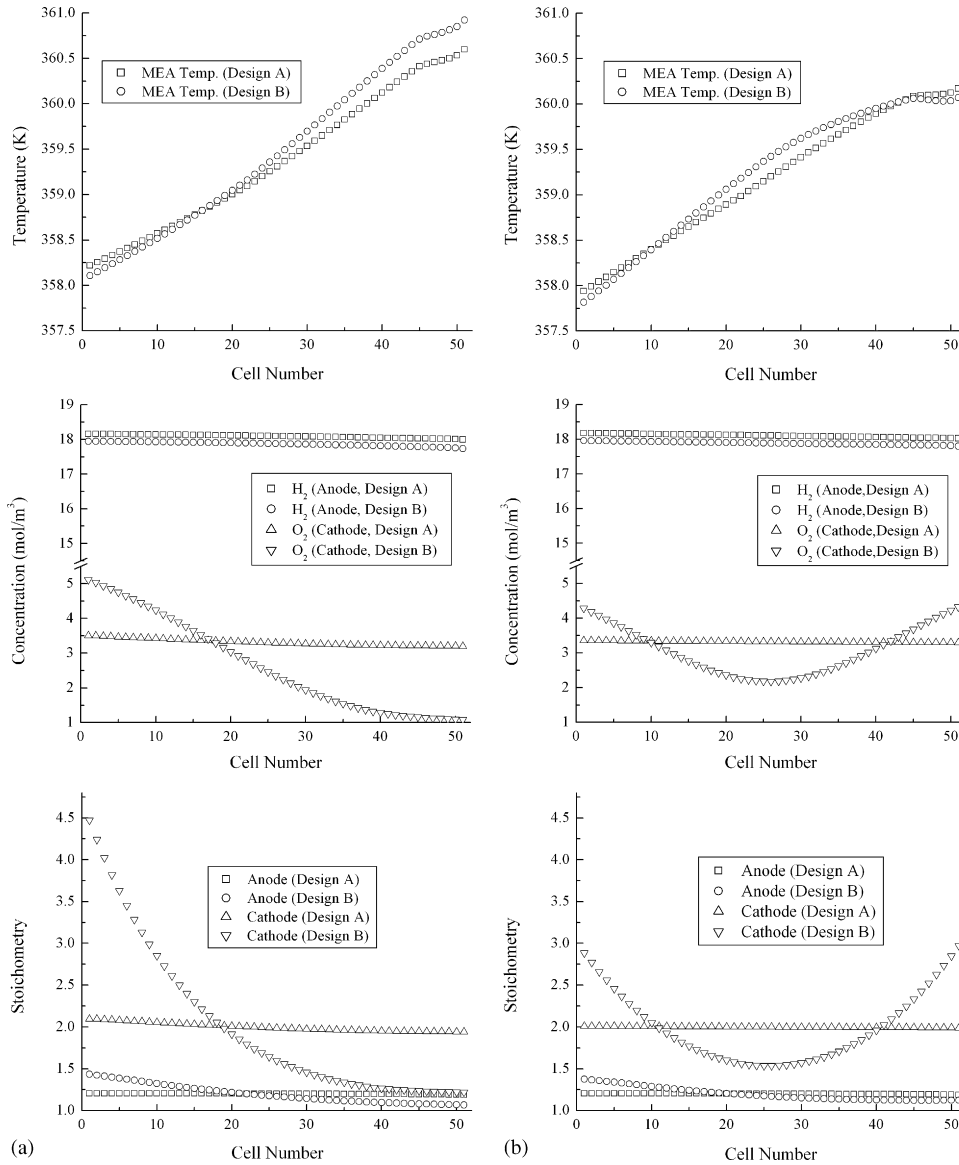 361.0
360.5
360.0
359.5
359.0
358.5
358.0
357.5
Temperature (K)
MEA Temp. (Design A)
MEA Temp. (Design B)
0 10 20 30 40 50
Cell Number
361.0
360.5
360.0
359.5
359.0
358.5
358.0
357.5
Temperature (K)
MEA Temp. (Design A)
MEA Temp. (Design B)
0 10 20 30 40 50
Cell Number
19
18
17
16
15
5
4
3
2
1
Concentration (mol/m³)
H₂ (Anode, Design A)
H₂ (Anode, Design B)
O₂ (Cathode, Design A)
O₂ (Cathode, Design B)
0 10 20 30 40 50
Cell Number
19
18
17
16
15
5
4
3
2
1
Concentration (mol/m³)
H₂ (Anode,Design A)
H₂ (Anode,Design B)
O₂ (Cathode,Design A)
O₂ (Cathode,Design B)
0 10 20 30 40 50
Cell Number
4.5
4.0
3.5
3.0
2.5
2.0
1.5
1.0
Stoichometry
Anode (Design A)
Anode (Design B)
Cathode (Design A)
Cathode (Design B)
0 10 20 30 40 50
Cell Number
(a)
4.5
4.0
3.5
3.0
2.5
2.0
1.5
1.0
Stoichometry
Anode (Design A)
Anode (Design B)
Cathode (Design A)
Cathode (Design B)
0 10 20 30 40 50
Cell Number
(b)